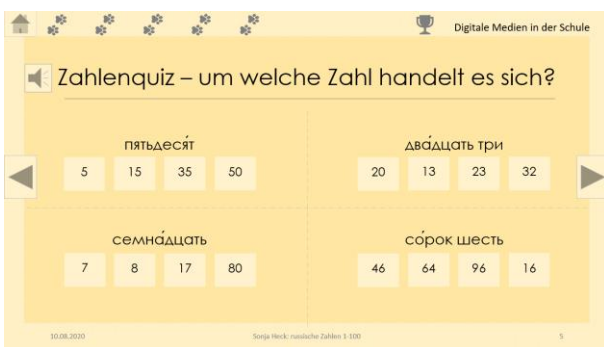 Digitale Medien in der Schule
Zahlenquiz – um welche Zahl handelt es sich?
пятьдеся́т
5 15 35 50
два́дцать три
20 13 23 32
семна́дцать
7 8 17 80
со́рок шесть
46 64 96 16
10.08.2020 Sonja Heck: russische Zahlen 1-100 5